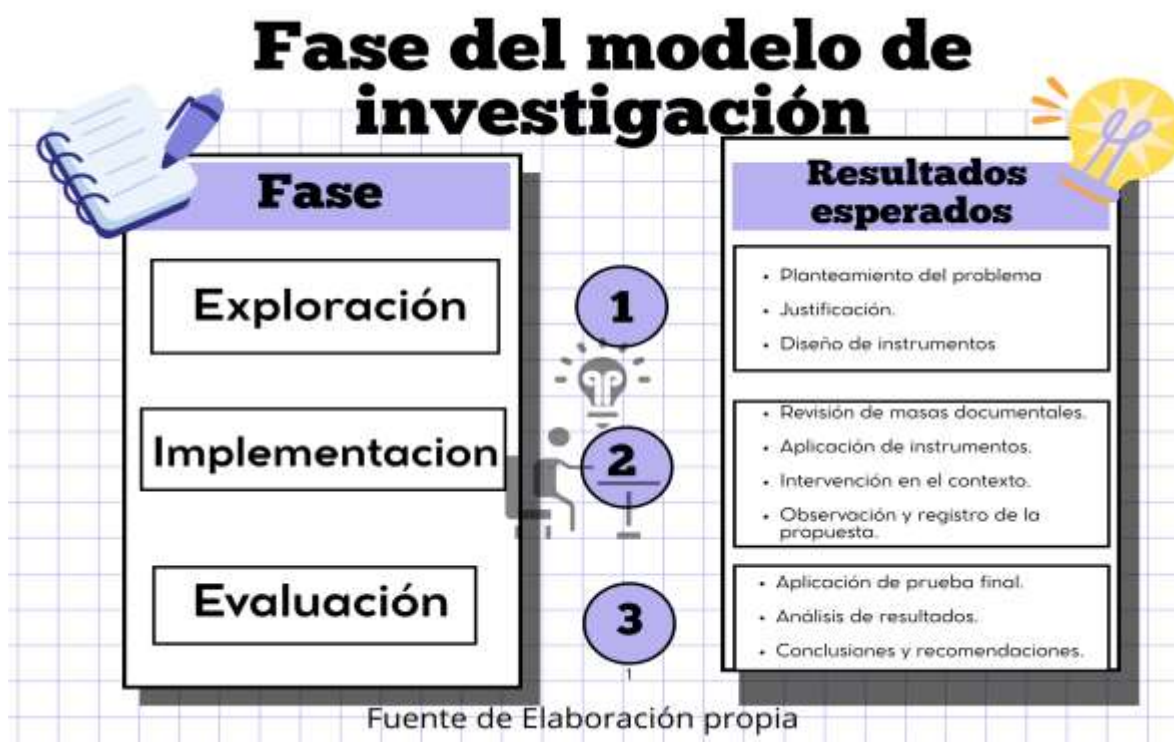 Fase del modelo de
investigación
Fase
Resultados
esperados
Exploración
1
• Planteamiento del problema
• Justificación.
• Diseño de instrumentos
Implementacion
2
• Revisión de masas documentales.
• Aplicación de instrumentos.
• Intervención en el contexto.
• Observación y registro de la
propuesta.
Evaluación
3
1
• Aplicación de prueba final.
• Análisis de resultados.
• Conclusiones y recomendaciones.
Fuente de Elaboración propia